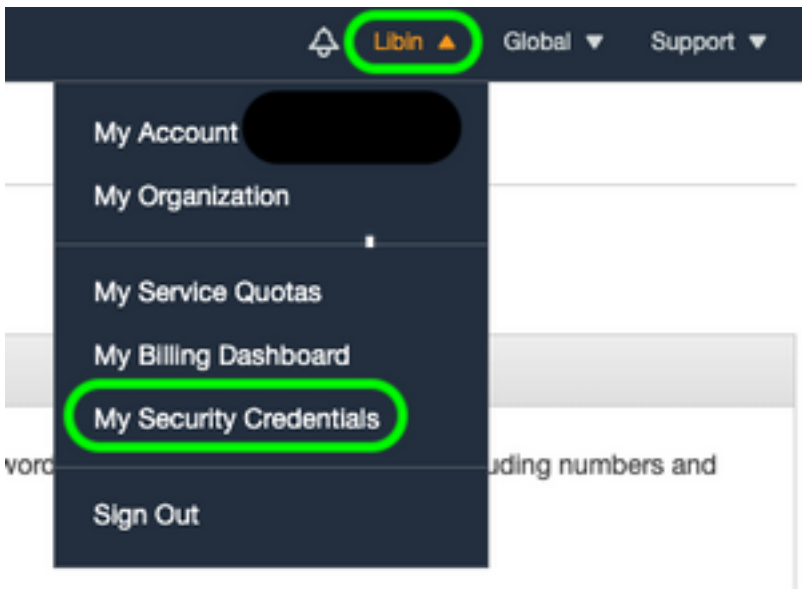 Libin ▲ Global ▼ Support ▼
My Account
My Organization
My Service Quotas
My Billing Dashboard
My Security Credentials
uding numbers and
Sign Out